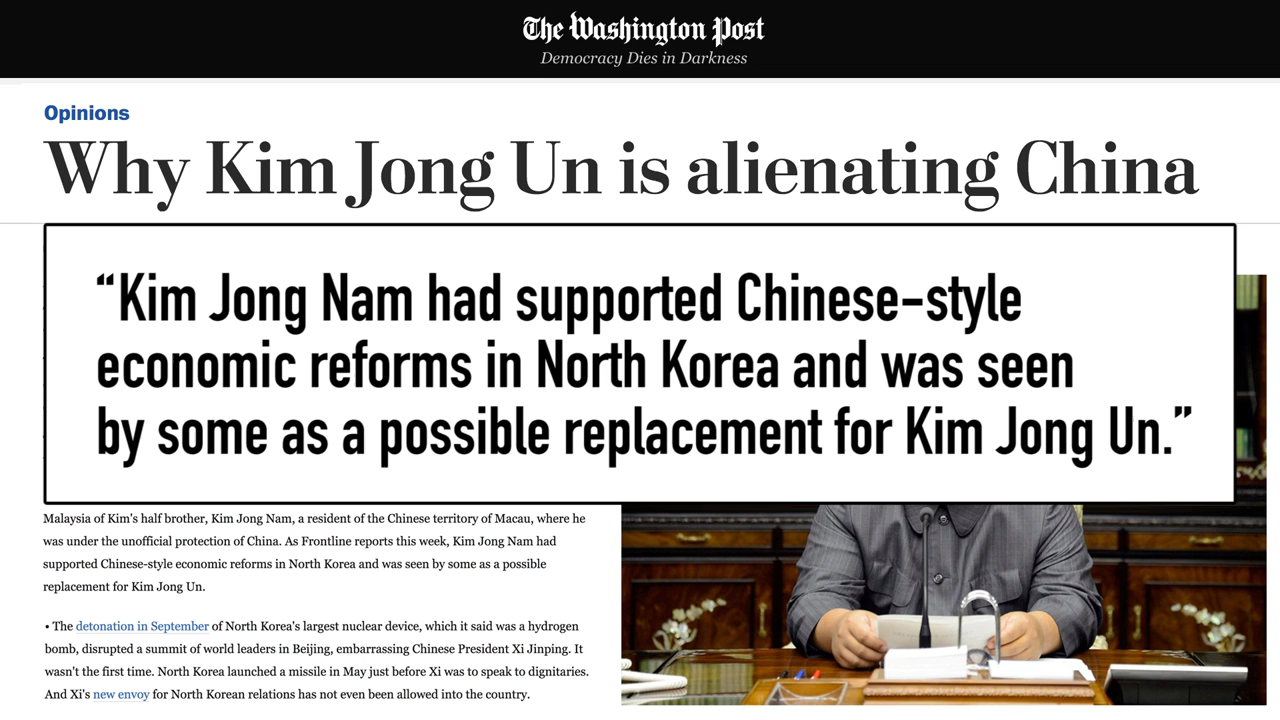 The Washington Post
Democracy Dies in Darkness
Opinions
Why Kim Jong Un is alienating China
“Kim Jong Nam had supported Chinese-style
economic reforms in North Korea and was seen
by some as a possible replacement for Kim Jong Un.”
Malaysia of Kim's half brother, Kim Jong Nam, a resident of the Chinese territory of Macau, where he
was under the unofficial protection of China. As Frontline reports this week, Kim Jong Nam had
supported Chinese-style economic reforms in North Korea and was seen by some as a possible
replacement for Kim Jong Un.
• The detonation in September of North Korea's largest nuclear device, which it said was a hydrogen
bomb, disrupted a summit of world leaders in Beijing, embarrassing Chinese President Xi Jinping. It
wasn't the first time. North Korea launched a missile in May just before Xi was to speak to dignitaries.
And Xi's new envoy for North Korean relations has not even been allowed into the country.